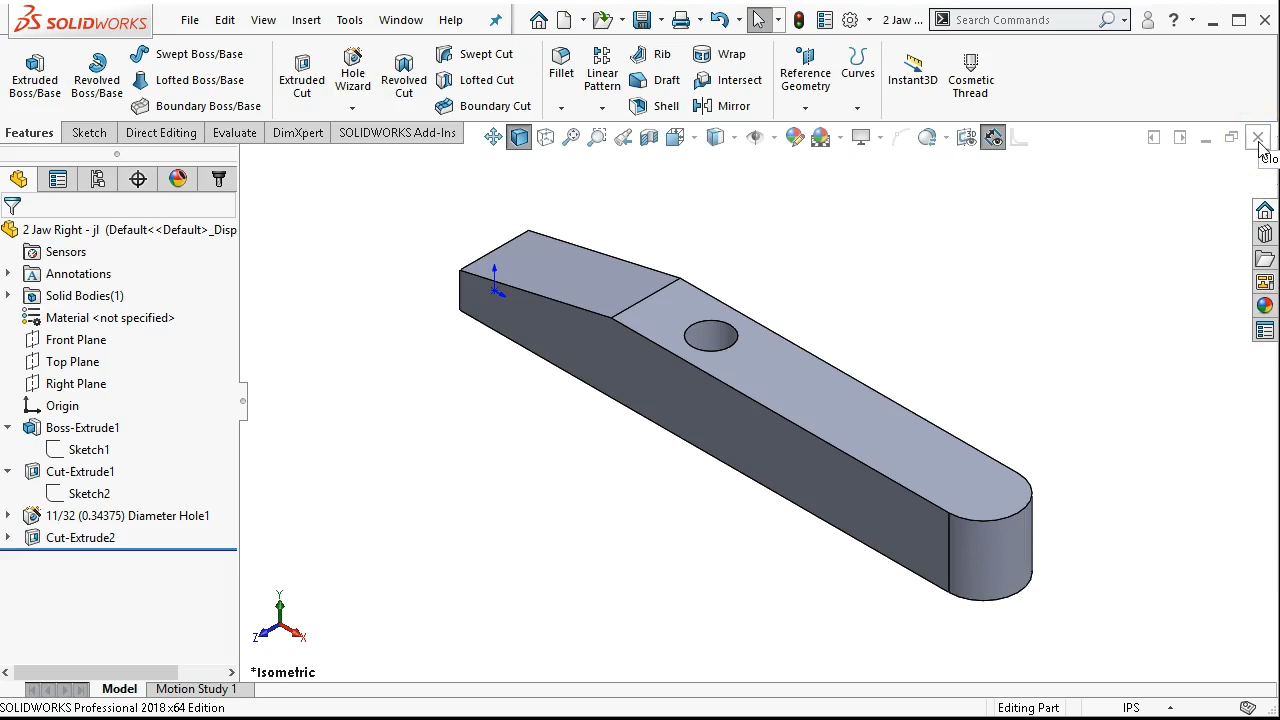 SOLIDWORKS File Edit View Insert Tools Window Help 2 Jaw ... Search Commands ?
Extruded Boss/Base
Revolved Boss/Base
Swept Boss/Base
Lofted Boss/Base
Boundary Boss/Base
Extruded Cut
Hole Wizard
Revolved Cut
Swept Cut
Lofted Cut
Boundary Cut
Fillet
Linear Pattern
Rib
Draft
Shell
Wrap
Intersect
Mirror
Reference Geometry
Curves
Instant3D
Cosmetic Thread
Features Sketch Direct Editing Evaluate DimXpert SOLIDWORKS Add-Ins
Clo
2 Jaw Right - jl (Default<<Default>_Disp
Sensors
Annotations
Solid Bodies(1)
Material <not specified>
Front Plane
Top Plane
Right Plane
Origin
Boss-Extrude1
Sketch1
Cut-Extrude1
Sketch2
11/32 (0.34375) Diameter Hole1
Cut-Extrude2
Y
Z X
*Isometric
Model Motion Study 1
SOLIDWORKS Professional 2018 x64 Edition Editing Part IPS